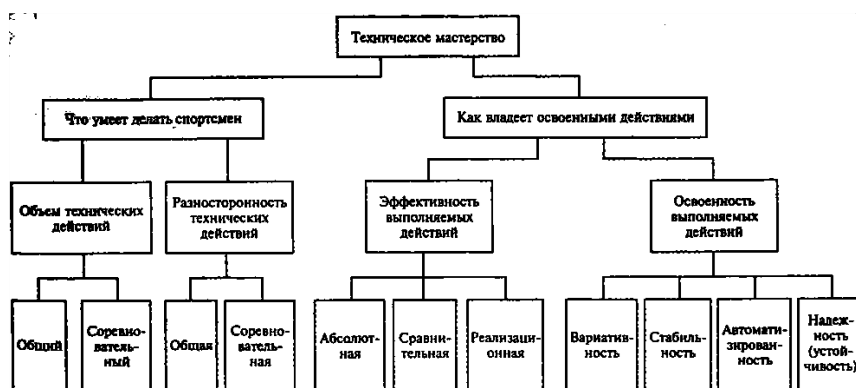 Техническое мастерство
Что умеет делать спортсмен
Как владеет освоенными действиями
Объем технических
действий
Разносторонность
технических
действий
Эффективность
выполняемых
действий
Освоенность
выполняемых
действий
Общий
Соревно-
ватель-
ный
Общая
Соревно-
ватель-
ная
Абсолют-
ная
Сравни-
тельная
Реализаци-
онная
Вариатив-
ность
Стабиль-
ность
Автомати-
зирован-
ность
Надеж-
ность
(устой-
чивость)